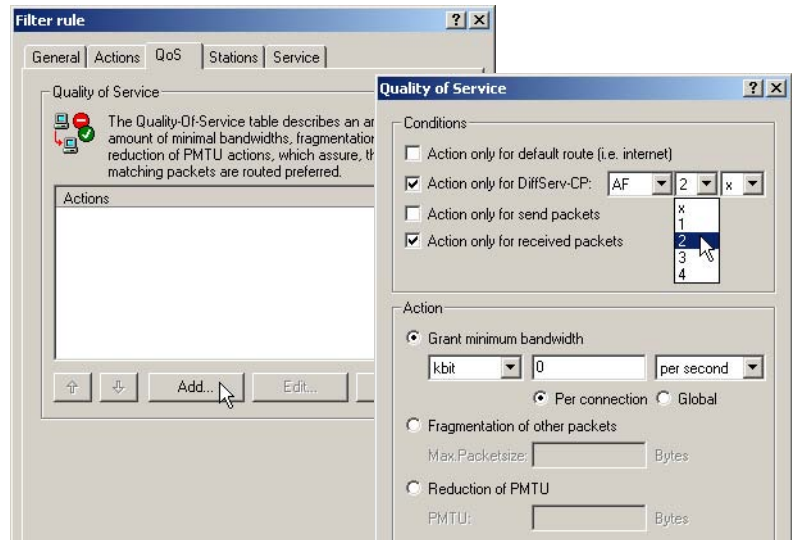 Filter rule
General Actions QoS Stations Service
Quality of Service
The Quality-Of-Service table describes an
amount of minimal bandwidths, fragmentation
reduction of PMTU actions, which assure,
matching packets are routed preferred.
Actions
Add... Edit...
Quality of Service
Conditions
Action only for default route (i.e. internet)
Action only for DiffServ-CP: AF 2 x
Action only for send packets
Action only for received packets
x
1
2
3
4
Action
Grant minimum bandwidth
kbit 0 per second
Per connection Global
Fragmentation of other packets
Max.Packetsize: Bytes
Reduction of PMTU
PMTU: Bytes